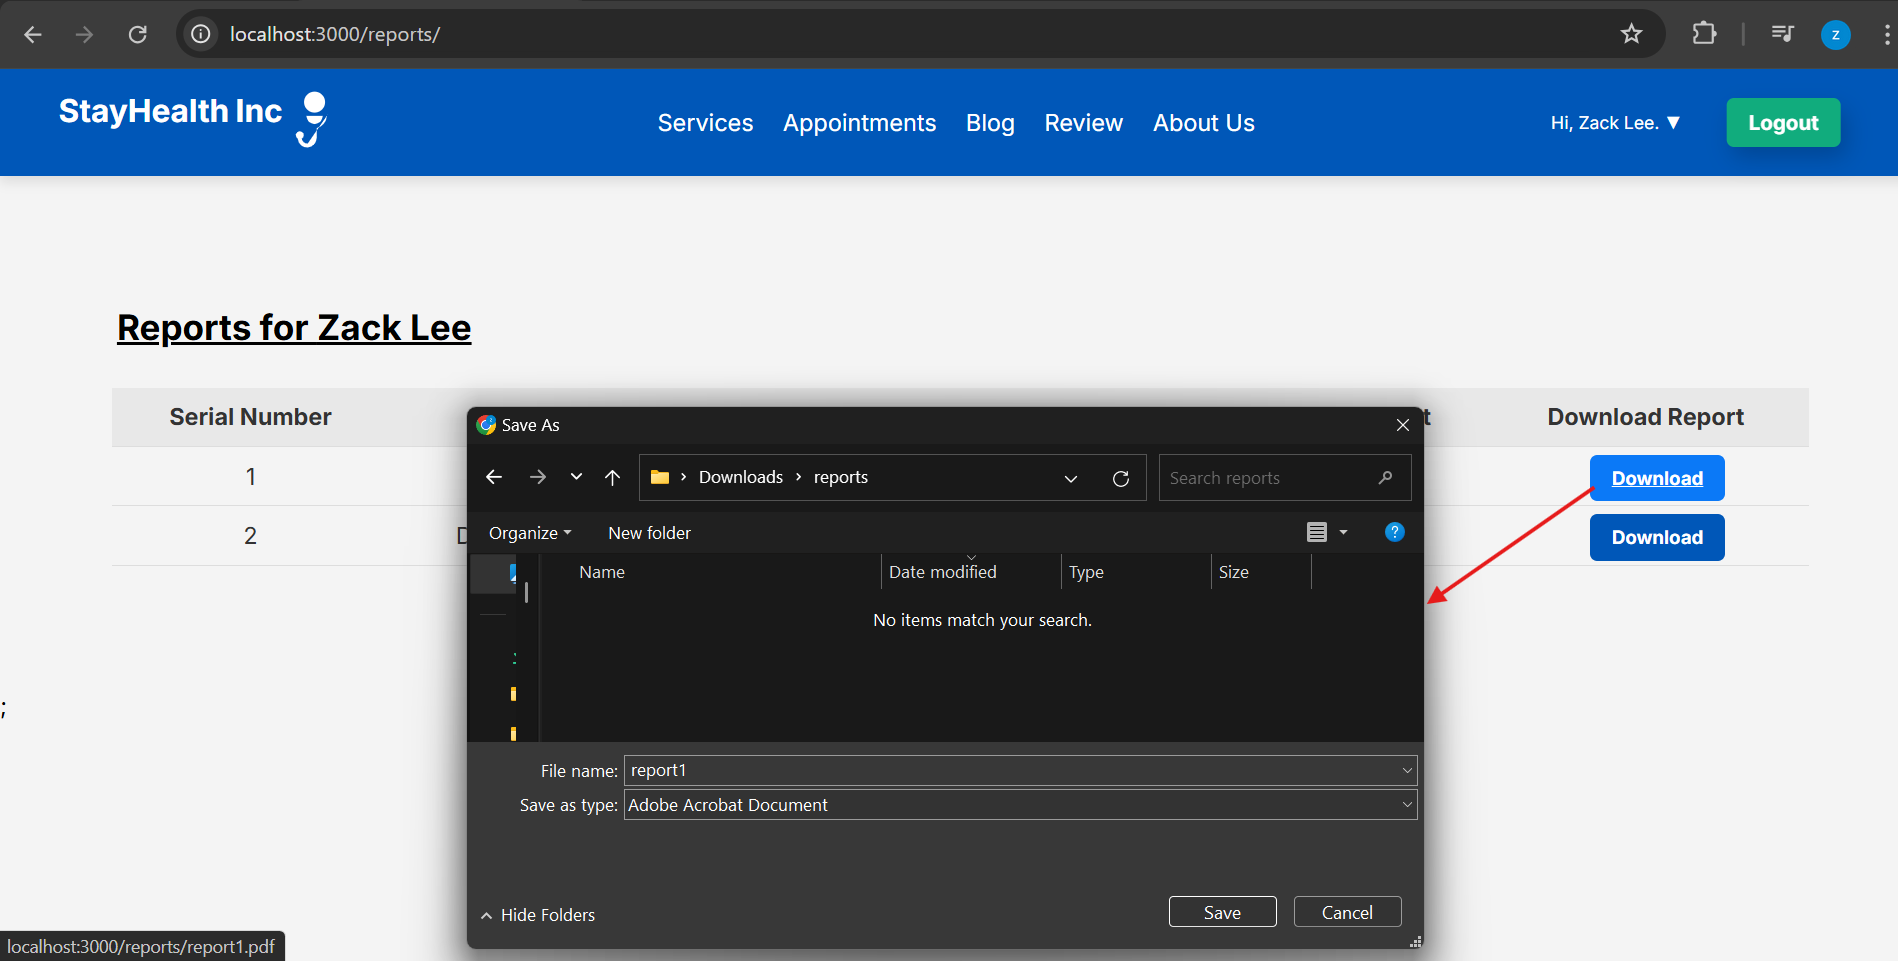 localhost:3000/reports/
z
StayHealth Inc
Services Appointments Blog Review About Us
Hi, Zack Lee. ▼
Logout
Reports for Zack Lee
Serial Number t Download Report
1 Download
2 D Download
;
Save As
Downloads › reports
Search reports
Organize
New folder
?
Name Date modified Type Size
No items match your search.
File name: report1
Save as type: Adobe Acrobat Document
Hide Folders
Save
Cancel
localhost:3000/reports/report1.pdf